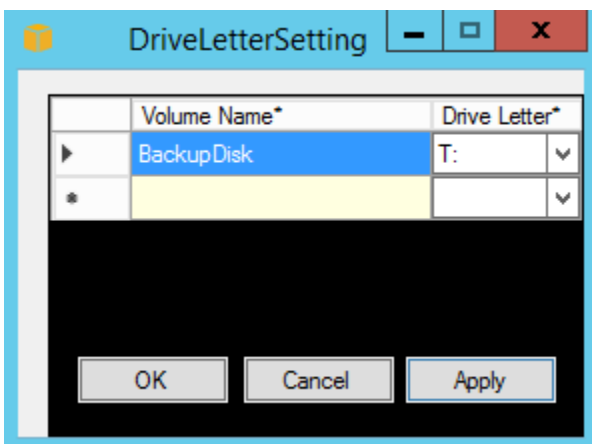 DriveLetterSetting
Volume Name* Drive Letter*
BackupDisk T:
OK Cancel Apply